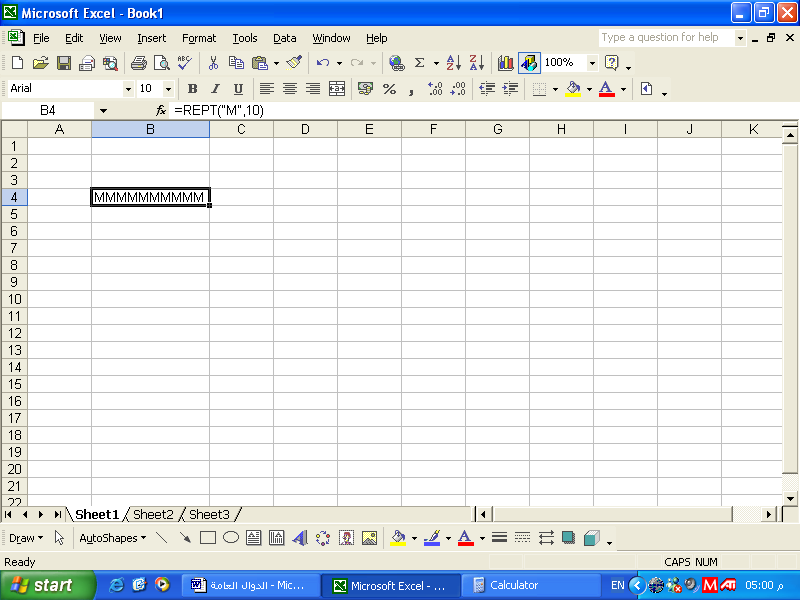 Microsoft Excel - Book1
File Edit View Insert Format Tools Data Window Help Type a question for help
100%
Arial 10 B I U % ,
B4 fx =REPT("M",10)
A B C D E F G H I J K
1
2
3
4 MMMMMMMMMM
5
6
7
8
9
10
11
12
13
14
15
16
17
18
19
20
21
22
Sheet1 Sheet2 Sheet3
Draw AutoShapes
Ready CAPS NUM
start الدوال العامة - Mic... Microsoft Excel - ... Calculator EN 05:00 م